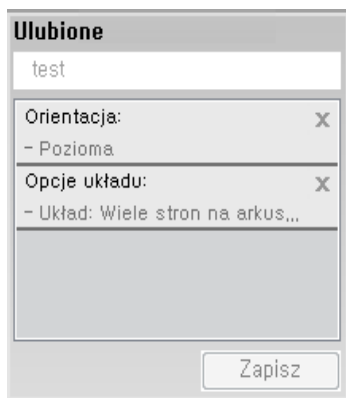 Ulubione
test
Orientacja:
x
- Pozioma
Opcje układu:
x
- Układ: Wiele stron na arkus,,,
Zapisz